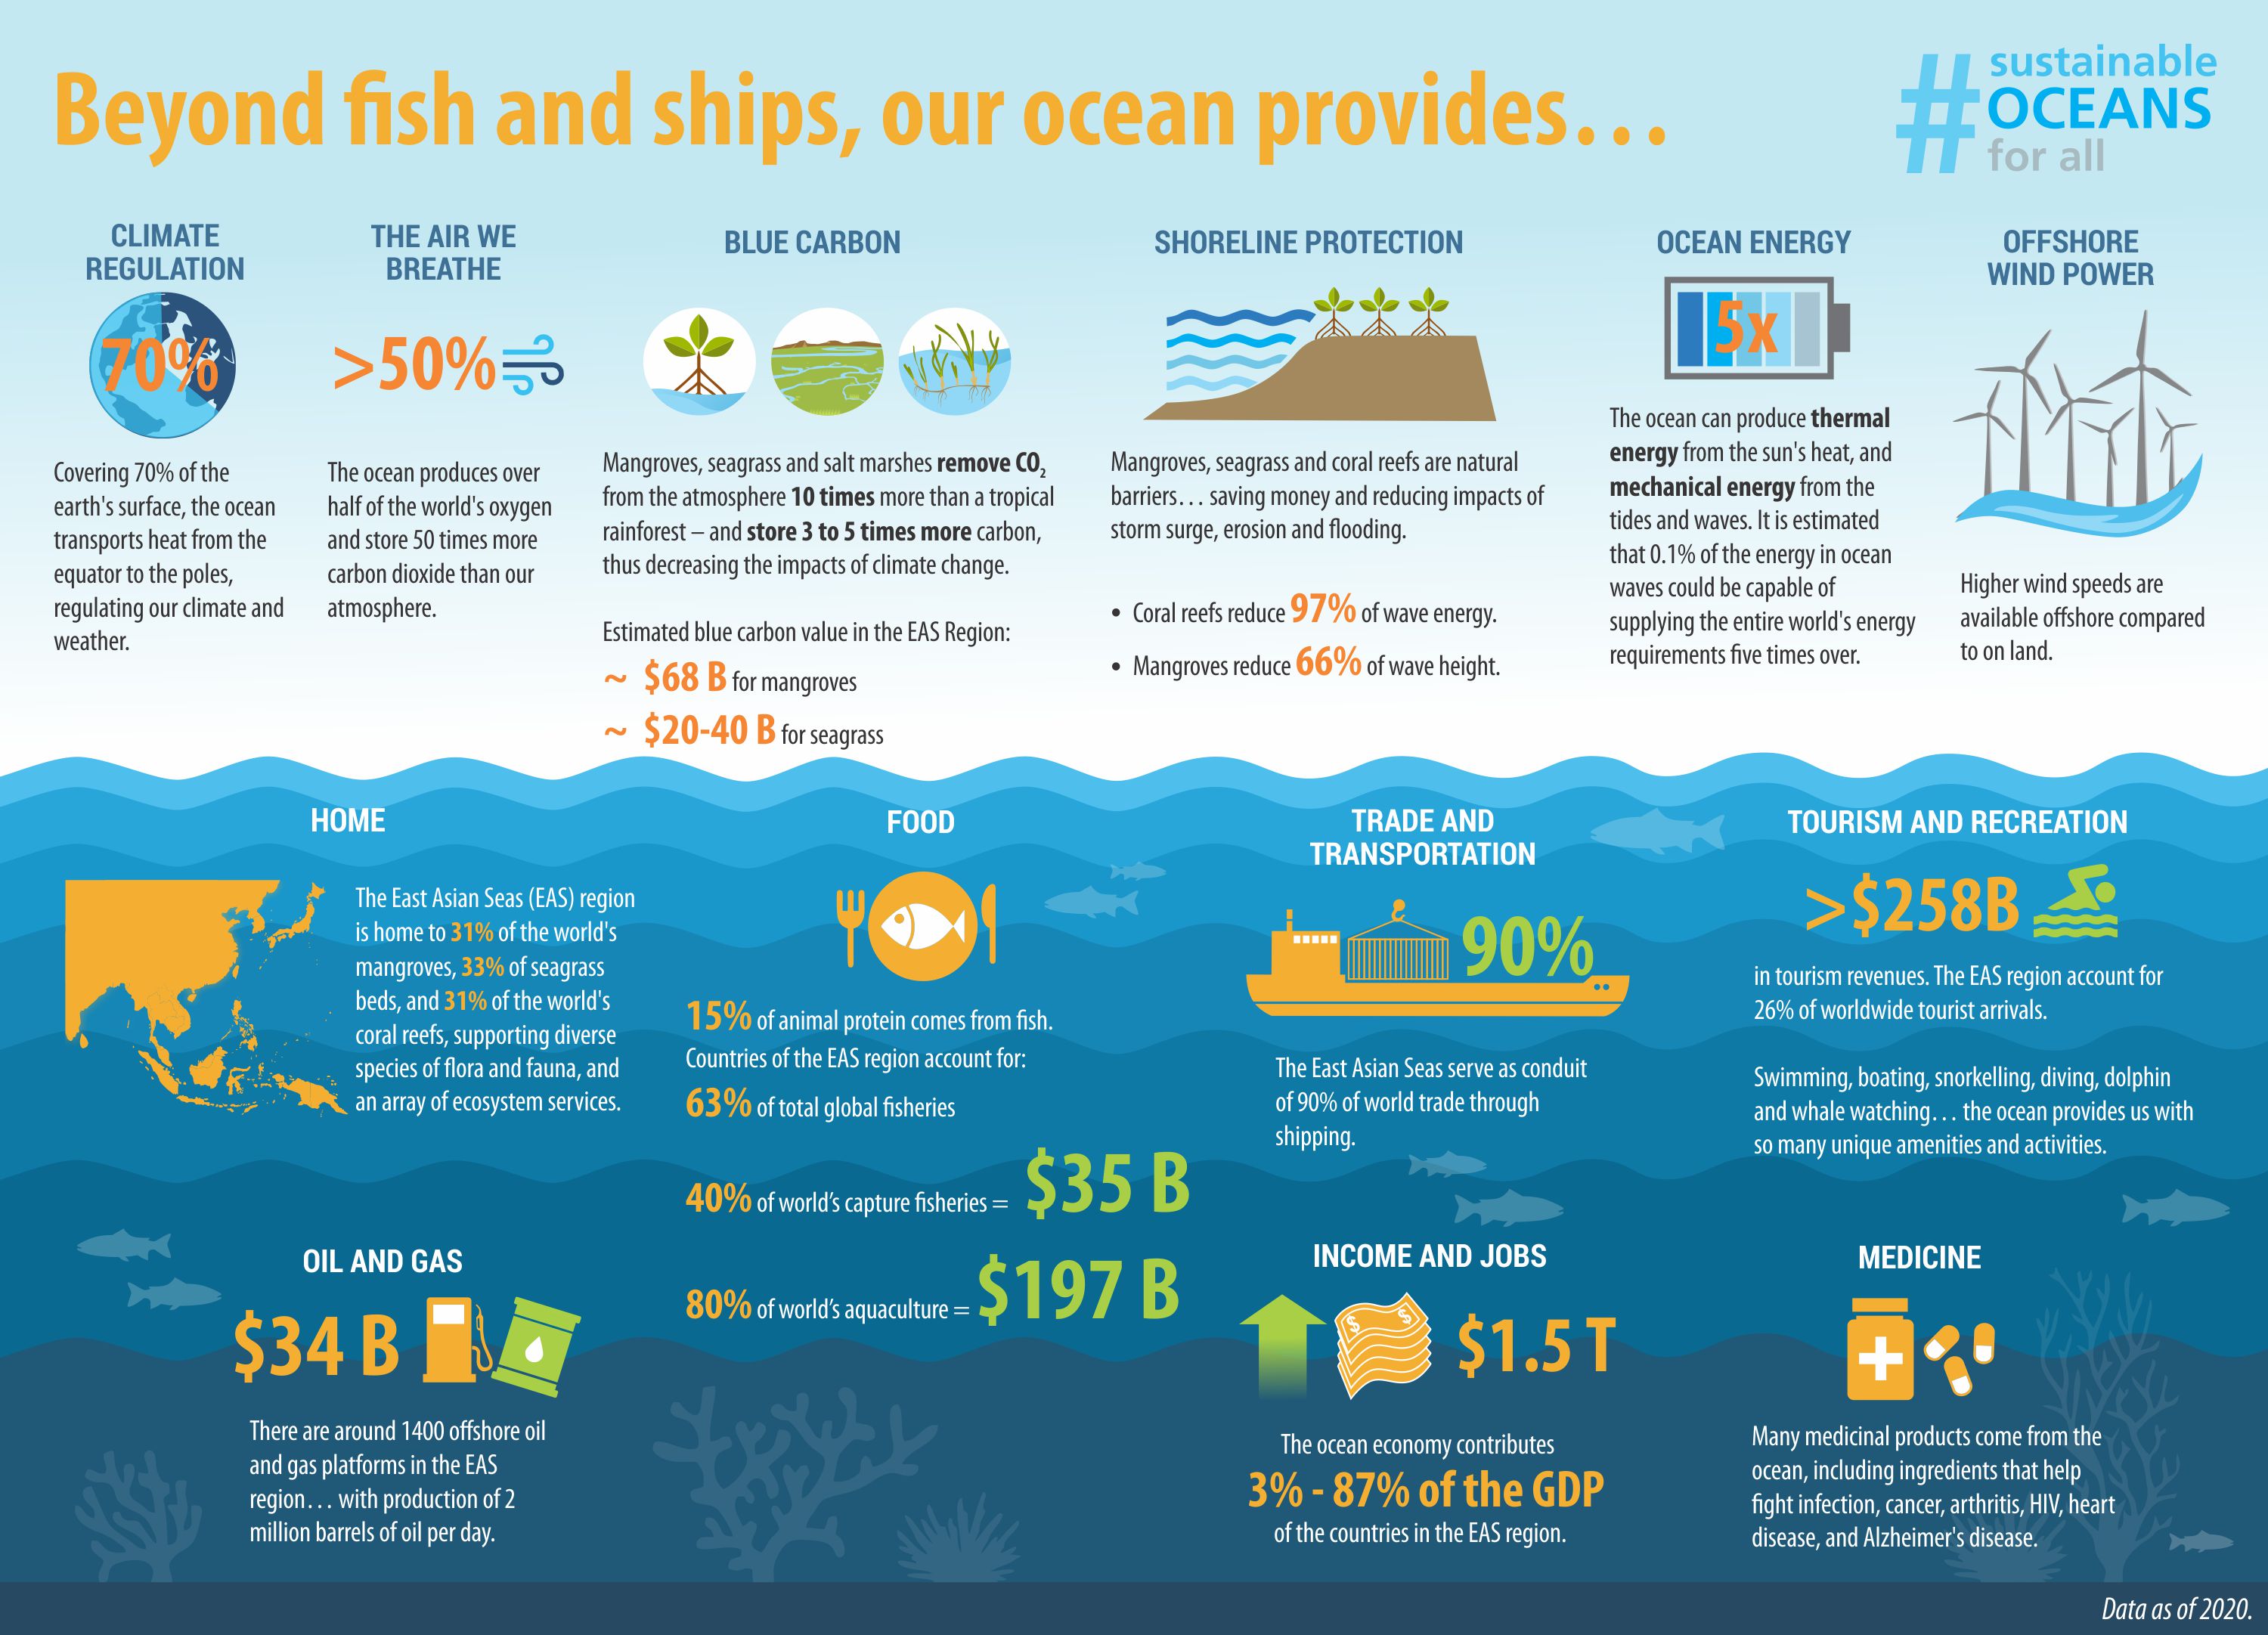 Beyond fish and ships, our ocean provides…
# sustainable
OCEANS
for all
CLIMATE
REGULATION
70%
Covering 70% of the
earth's surface, the ocean
transports heat from the
equator to the poles,
regulating our climate and
weather.
THE AIR WE
BREATHE
>50%
The ocean produces over
half of the world's oxygen
and store 50 times more
carbon dioxide than our
atmosphere.
BLUE CARBON
Mangroves, seagrass and salt marshes remove CO₂
from the atmosphere 10 times more than a tropical
rainforest – and store 3 to 5 times more carbon,
thus decreasing the impacts of climate change.
Estimated blue carbon value in the EAS Region:
~ $68 B for mangroves
~ $20-40 B for seagrass
SHORELINE PROTECTION
Mangroves, seagrass and coral reefs are natural
barriers… saving money and reducing impacts of
storm surge, erosion and flooding.
• Coral reefs reduce 97% of wave energy.
• Mangroves reduce 66% of wave height.
OCEAN ENERGY
5x
The ocean can produce thermal
energy from the sun's heat, and
mechanical energy from the
tides and waves. It is estimated
that 0.1% of the energy in ocean
waves could be capable of
supplying the entire world's energy
requirements five times over.
OFFSHORE
WIND POWER
Higher wind speeds are
available offshore compared
to on land.
HOME
The East Asian Seas (EAS) region
is home to 31% of the world's
mangroves, 33% of seagrass
beds, and 31% of the world's
coral reefs, supporting diverse
species of flora and fauna, and
an array of ecosystem services.
FOOD
15% of animal protein comes from fish.
Countries of the EAS region account for:
63% of total global fisheries
40% of world’s capture fisheries = $35 B
80% of world’s aquaculture = $197 B
TRADE AND
TRANSPORTATION
90%
The East Asian Seas serve as conduit
of 90% of world trade through
shipping.
TOURISM AND RECREATION
>$258B
in tourism revenues. The EAS region account for
26% of worldwide tourist arrivals.
Swimming, boating, snorkelling, diving, dolphin
and whale watching… the ocean provides us with
so many unique amenities and activities.
OIL AND GAS
$34 B
There are around 1400 offshore oil
and gas platforms in the EAS
region… with production of 2
million barrels of oil per day.
INCOME AND JOBS
$ $
$1.5 T
The ocean economy contributes
3% - 87% of the GDP
of the countries in the EAS region.
MEDICINE
Many medicinal products come from the
ocean, including ingredients that help
fight infection, cancer, arthritis, HIV, heart
disease, and Alzheimer's disease.
Data as of 2020.